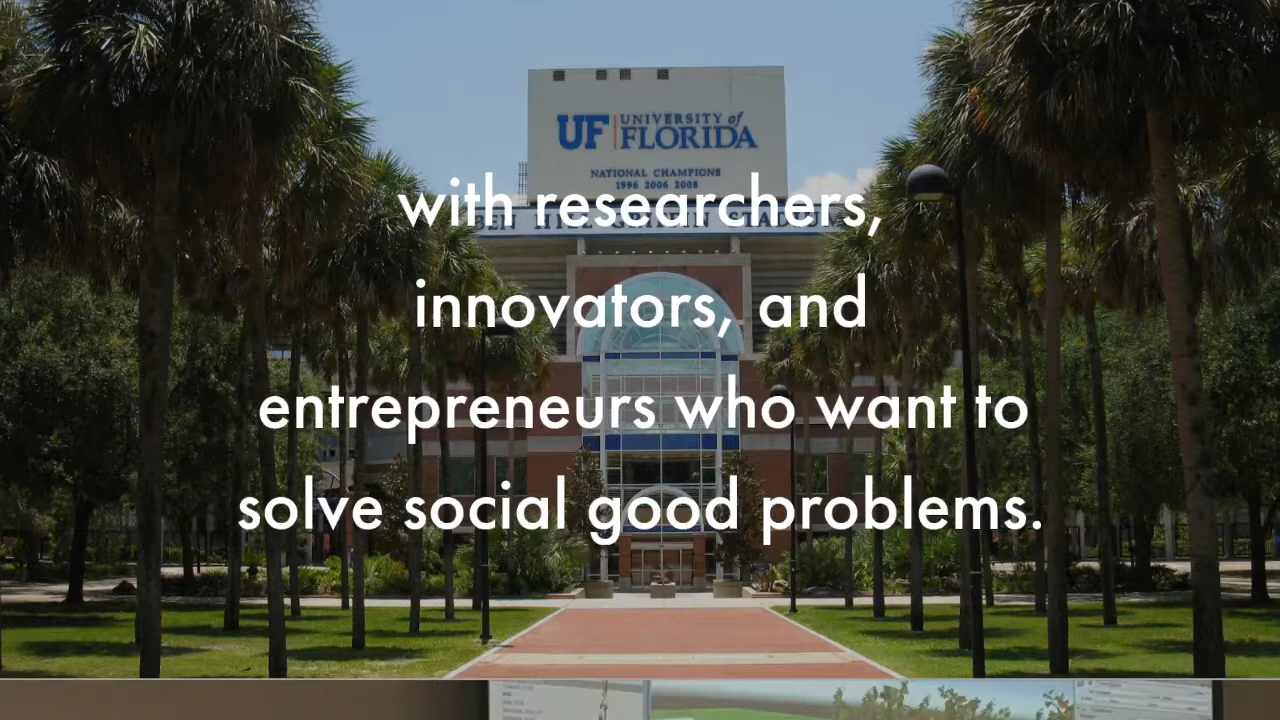 UF UNIVERSITY of
FLORIDA
NATIONAL CHAMPIONS
1996 2006 2008
with researchers,
innovators, and
entrepreneurs who want to
solve social good problems.